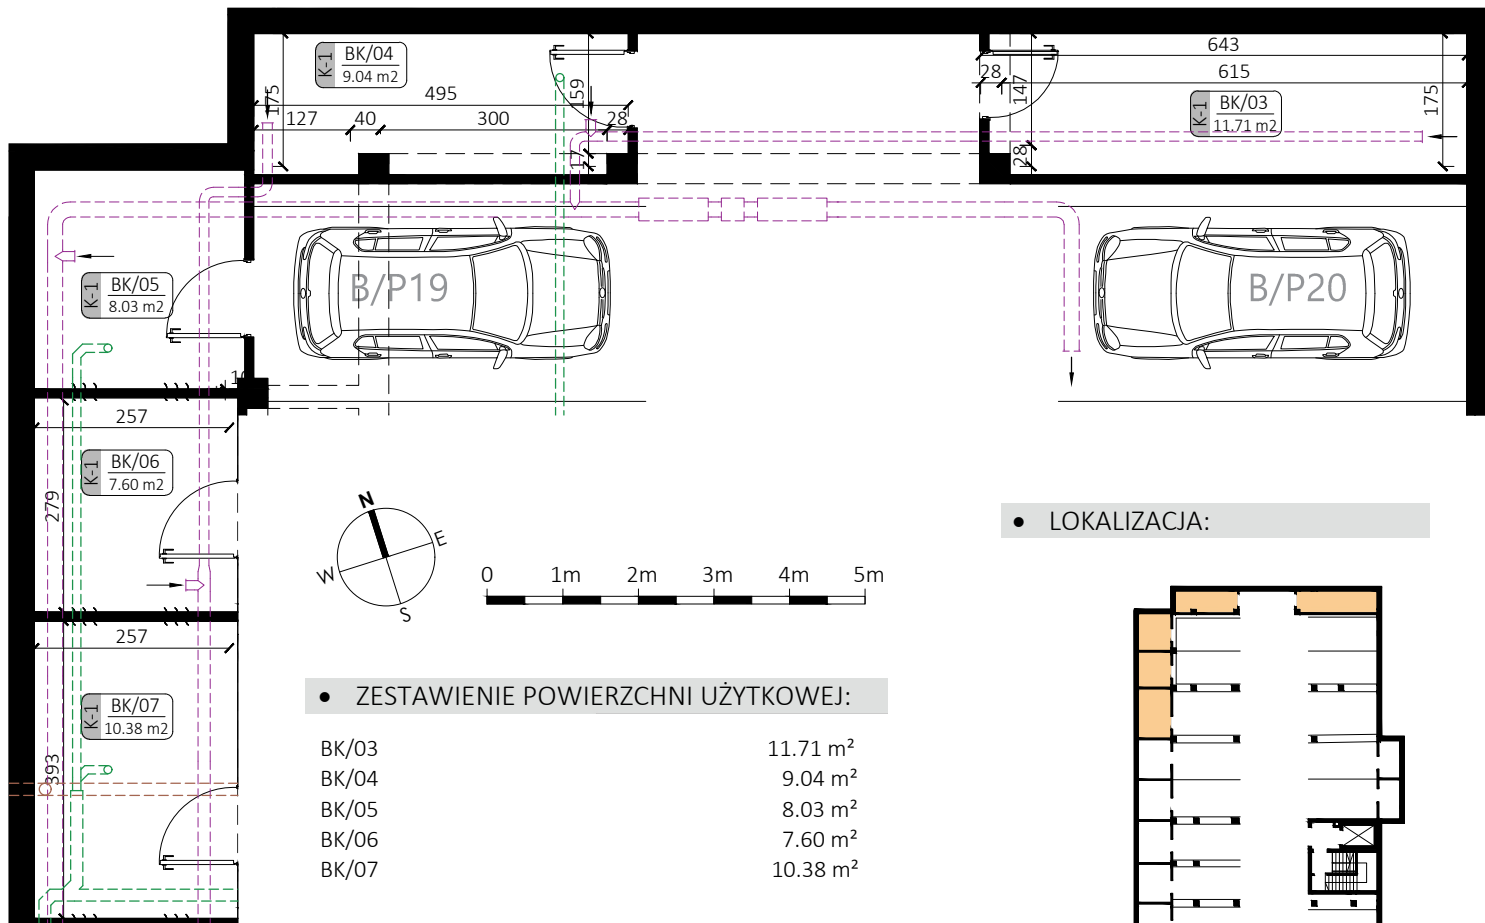 K-1 BK/04
9.04 m2
175
495
127 40 300 28
159
17
643
28 615
147
28
175
K-1 BK/03
11.71 m2
K-1 BK/05
8.03 m2
B/P19
B/P20
257
K-1 BK/06
7.60 m2
279
N
E
W
S
0 1m 2m 3m 4m 5m
• LOKALIZACJA:
257
K-1 BK/07
10.38 m2
393
• ZESTAWIENIE POWIERZCHNI UŻYTKOWEJ:
BK/03 11.71 m²
BK/04 9.04 m²
BK/05 8.03 m²
BK/06 7.60 m²
BK/07 10.38 m²